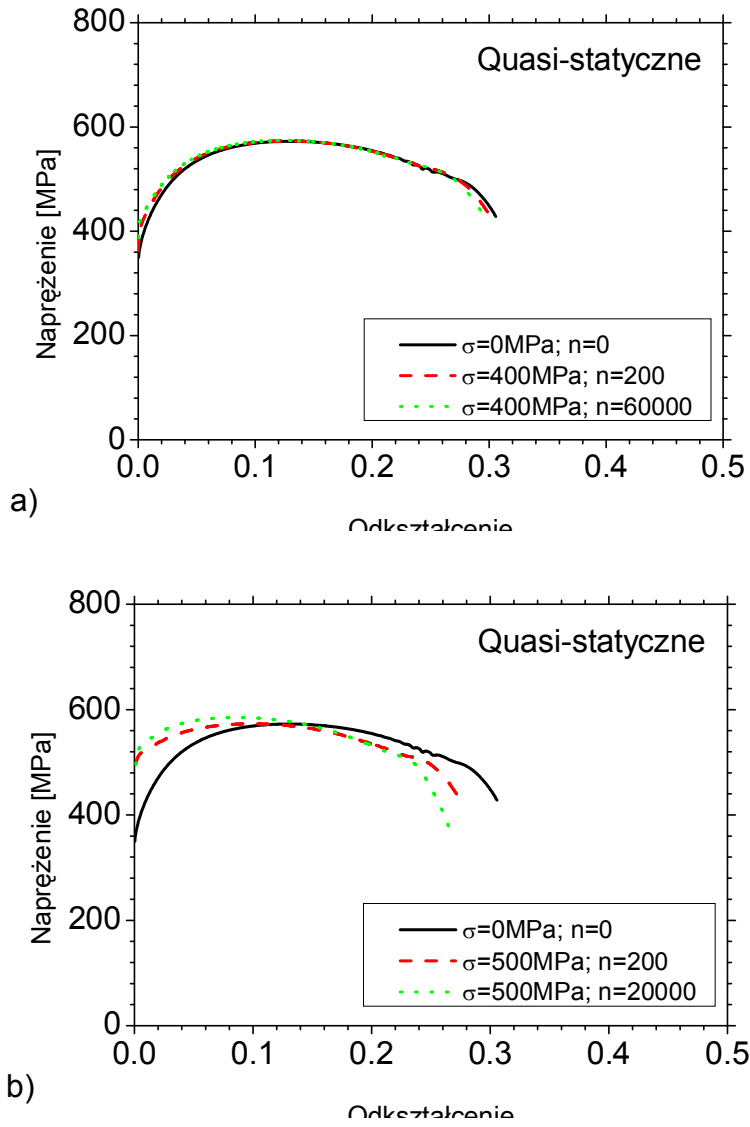 800
Quasi-statyczne
600
400
200
0
Naprężenie [MPa]
σ=0MPa; n=0
σ=400MPa; n=200
σ=400MPa; n=60000
0.0 0.1 0.2 0.3 0.4 0.5
a)
Odkształcenie
800
Quasi-statyczne
600
400
200
0
Naprężenie [MPa]
σ=0MPa; n=0
σ=500MPa; n=200
σ=500MPa; n=20000
0.0 0.1 0.2 0.3 0.4 0.5
b)
Odkształcenie